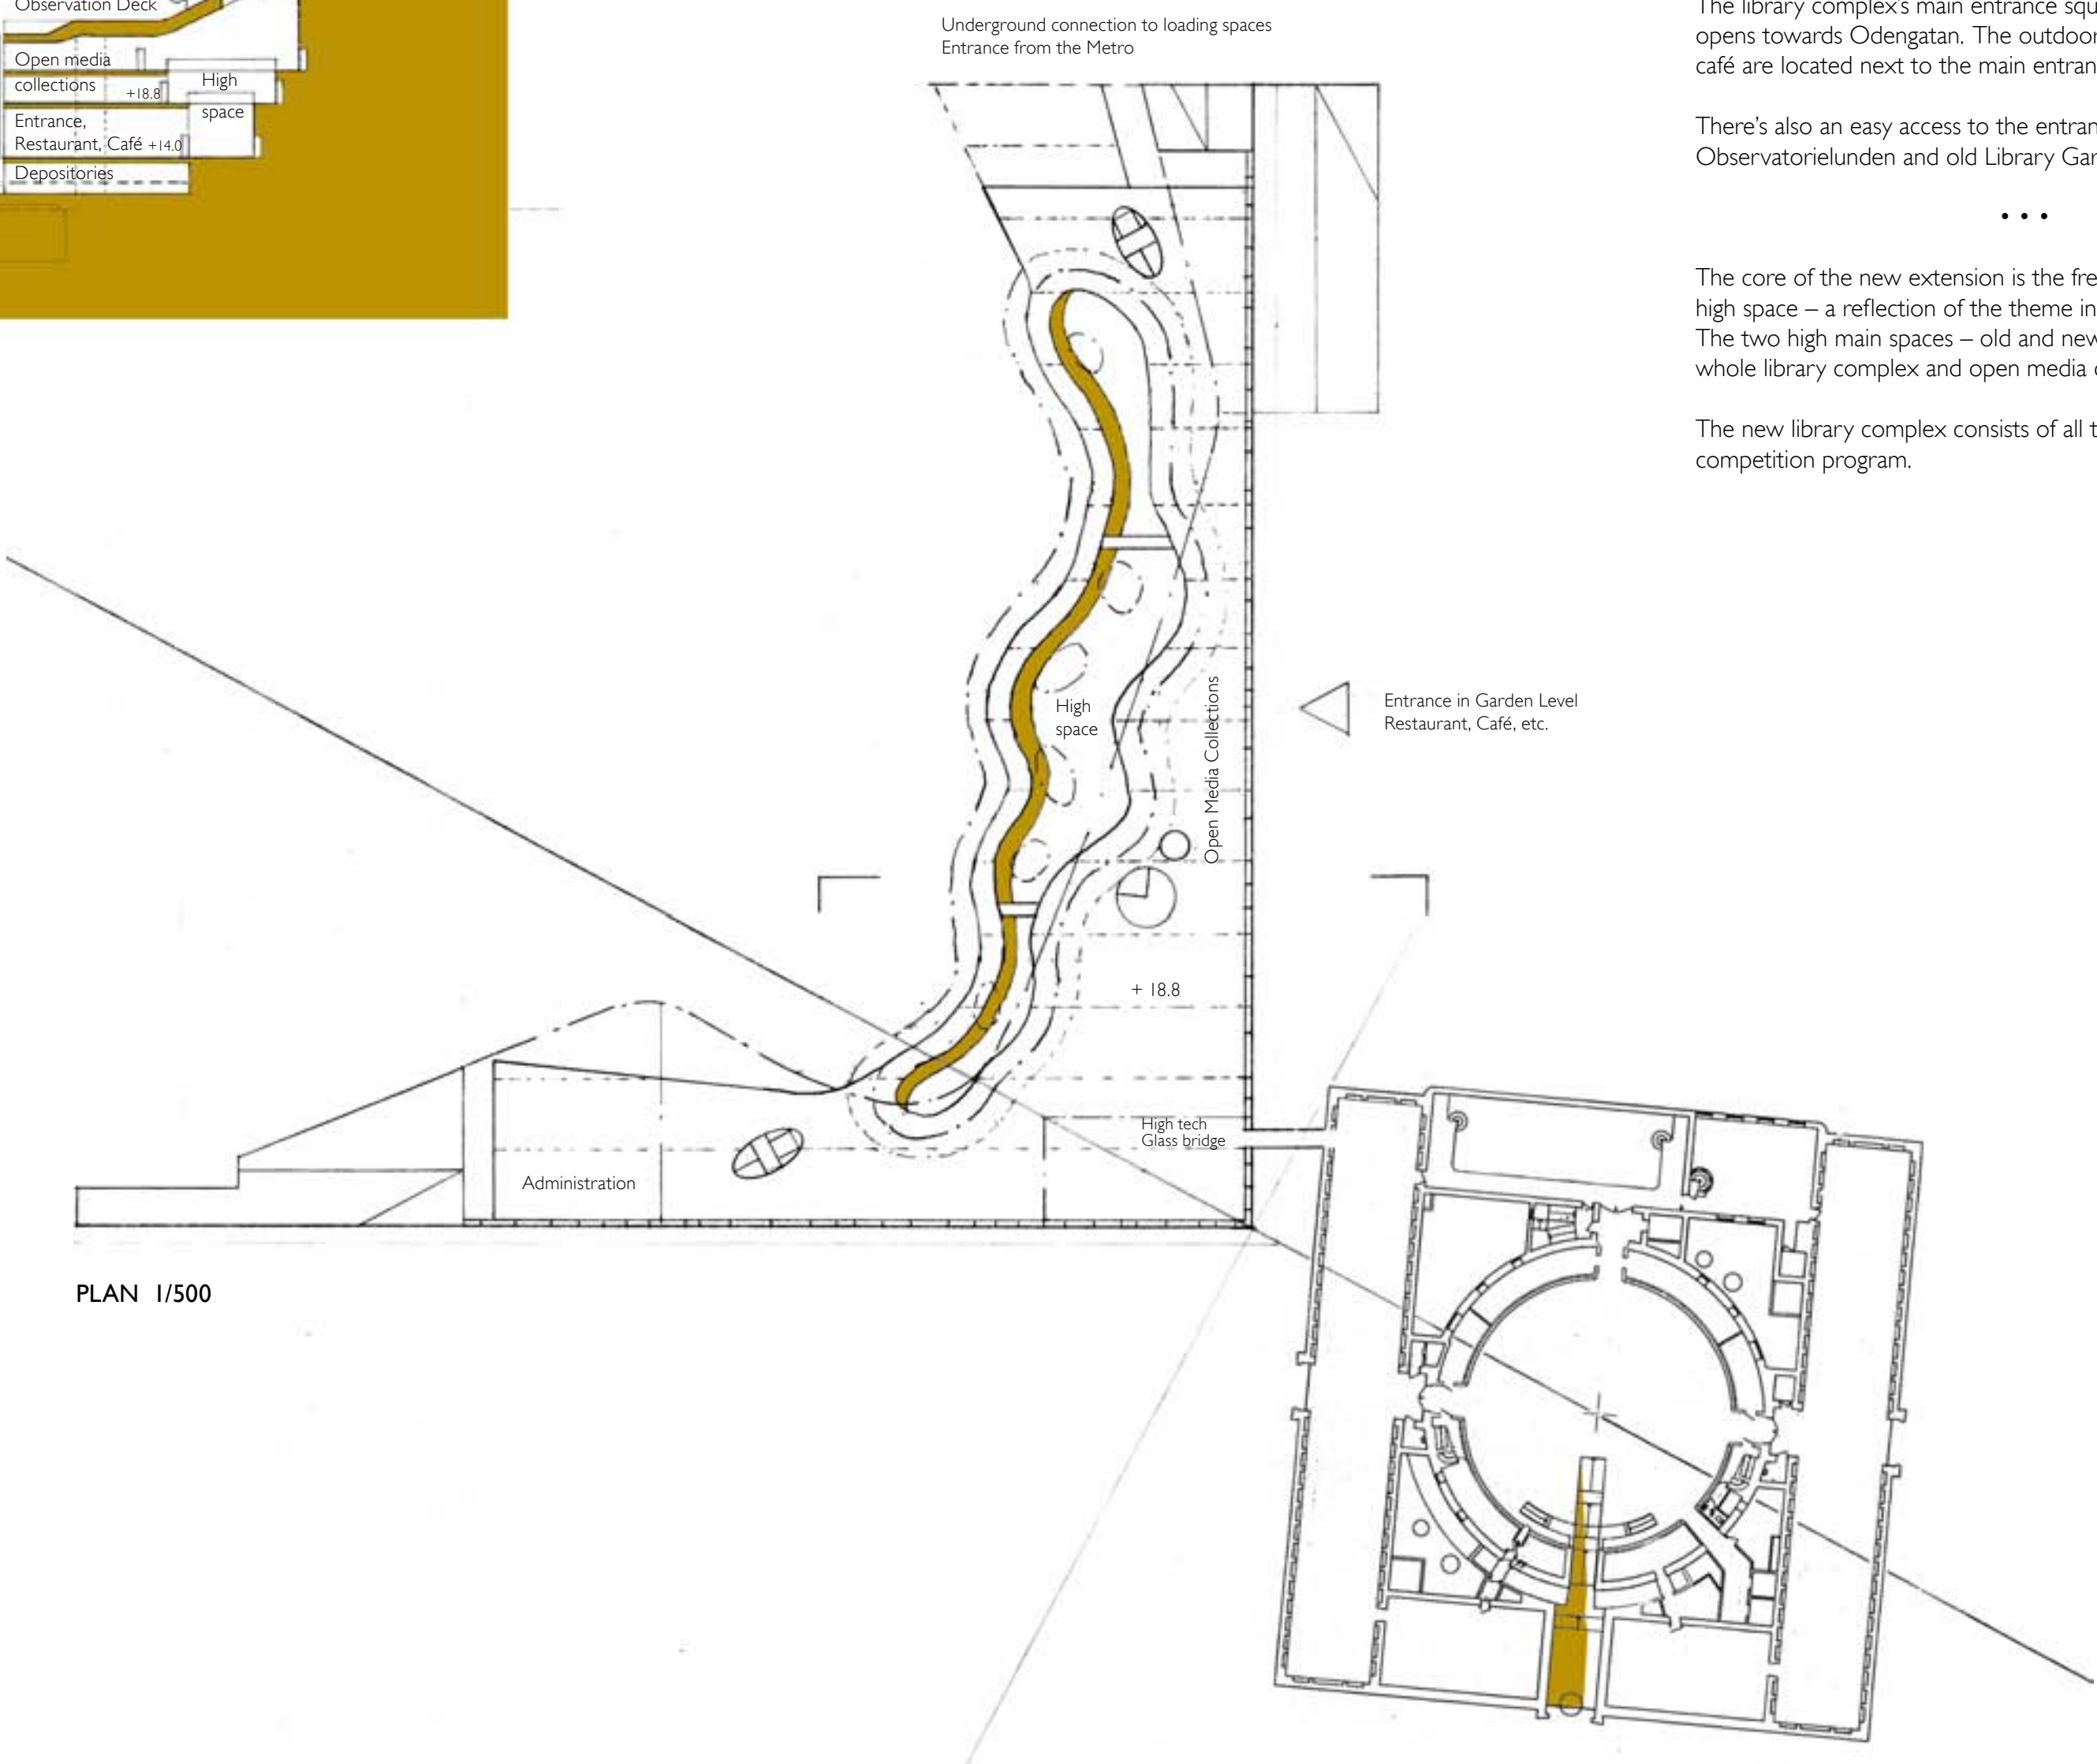 Observation Deck
Open media
collections +18.8
High
space
Entrance,
Restaurant, Café +14.0
Depositories
Underground connection to loading spaces
Entrance from the Metro
The library complex's main entrance squ
opens towards Odengatan. The outdoor
café are located next to the main entran
There's also an easy access to the entran
Observatorielunden and old Library Gar
• • •
The core of the new extension is the fre
high space – a reflection of the theme in
The two high main spaces – old and new
whole library complex and open media
The new library complex consists of all t
competition program.
High
space
Open Media Collections
Entrance in Garden Level
Restaurant, Café, etc.
+ 18.8
High tech
Glass bridge
Administration
PLAN 1/500